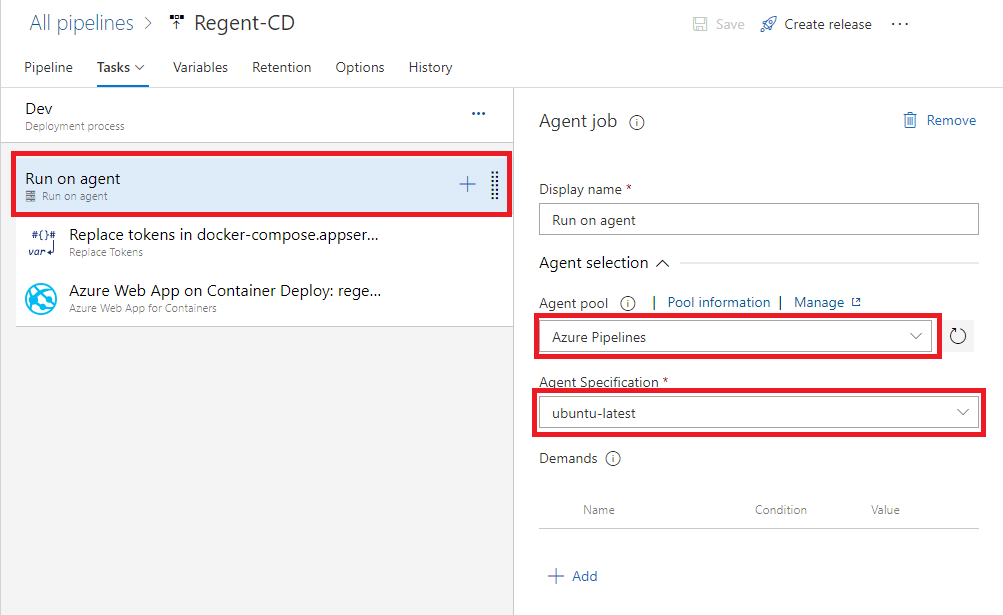 All pipelines > Regent-CD
Save Create release ...
Pipeline Tasks Variables Retention Options History
Dev
Deployment process
...
Run on agent
Run on agent
#{}#
var
Replace tokens in docker-compose.appser...
Replace Tokens
Azure Web App on Container Deploy: rege...
Azure Web App for Containers
Agent job
Remove
Display name *
Run on agent
Agent selection
Agent pool | Pool information | Manage
Azure Pipelines
Agent Specification *
ubuntu-latest
Demands
Name Condition Value
+ Add